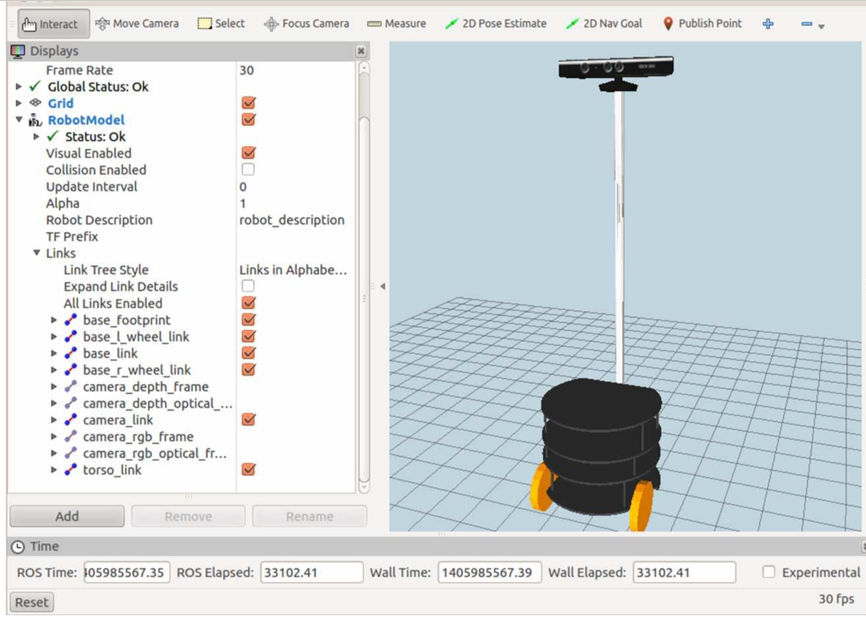 Interact Move Camera Select Focus Camera Measure 2D Pose Estimate 2D Nav Goal Publish Point
Displays
Frame Rate 30
Global Status: Ok
Grid
RobotModel
Status: Ok
Visual Enabled
Collision Enabled
Update Interval 0
Alpha 1
Robot Description robot_description
TF Prefix
Links
Link Tree Style Links in Alphabe...
Expand Link Details
All Links Enabled
base_footprint
base_l_wheel_link
base_link
base_r_wheel_link
camera_depth_frame
camera_depth_optical_...
camera_link
camera_rgb_frame
camera_rgb_optical_fr...
torso_link
Add Remove Rename
Time
ROS Time: 405985567.35 ROS Elapsed: 33102.41 Wall Time: 1405985567.39 Wall Elapsed: 33102.41 Experimental
Reset 30 fps